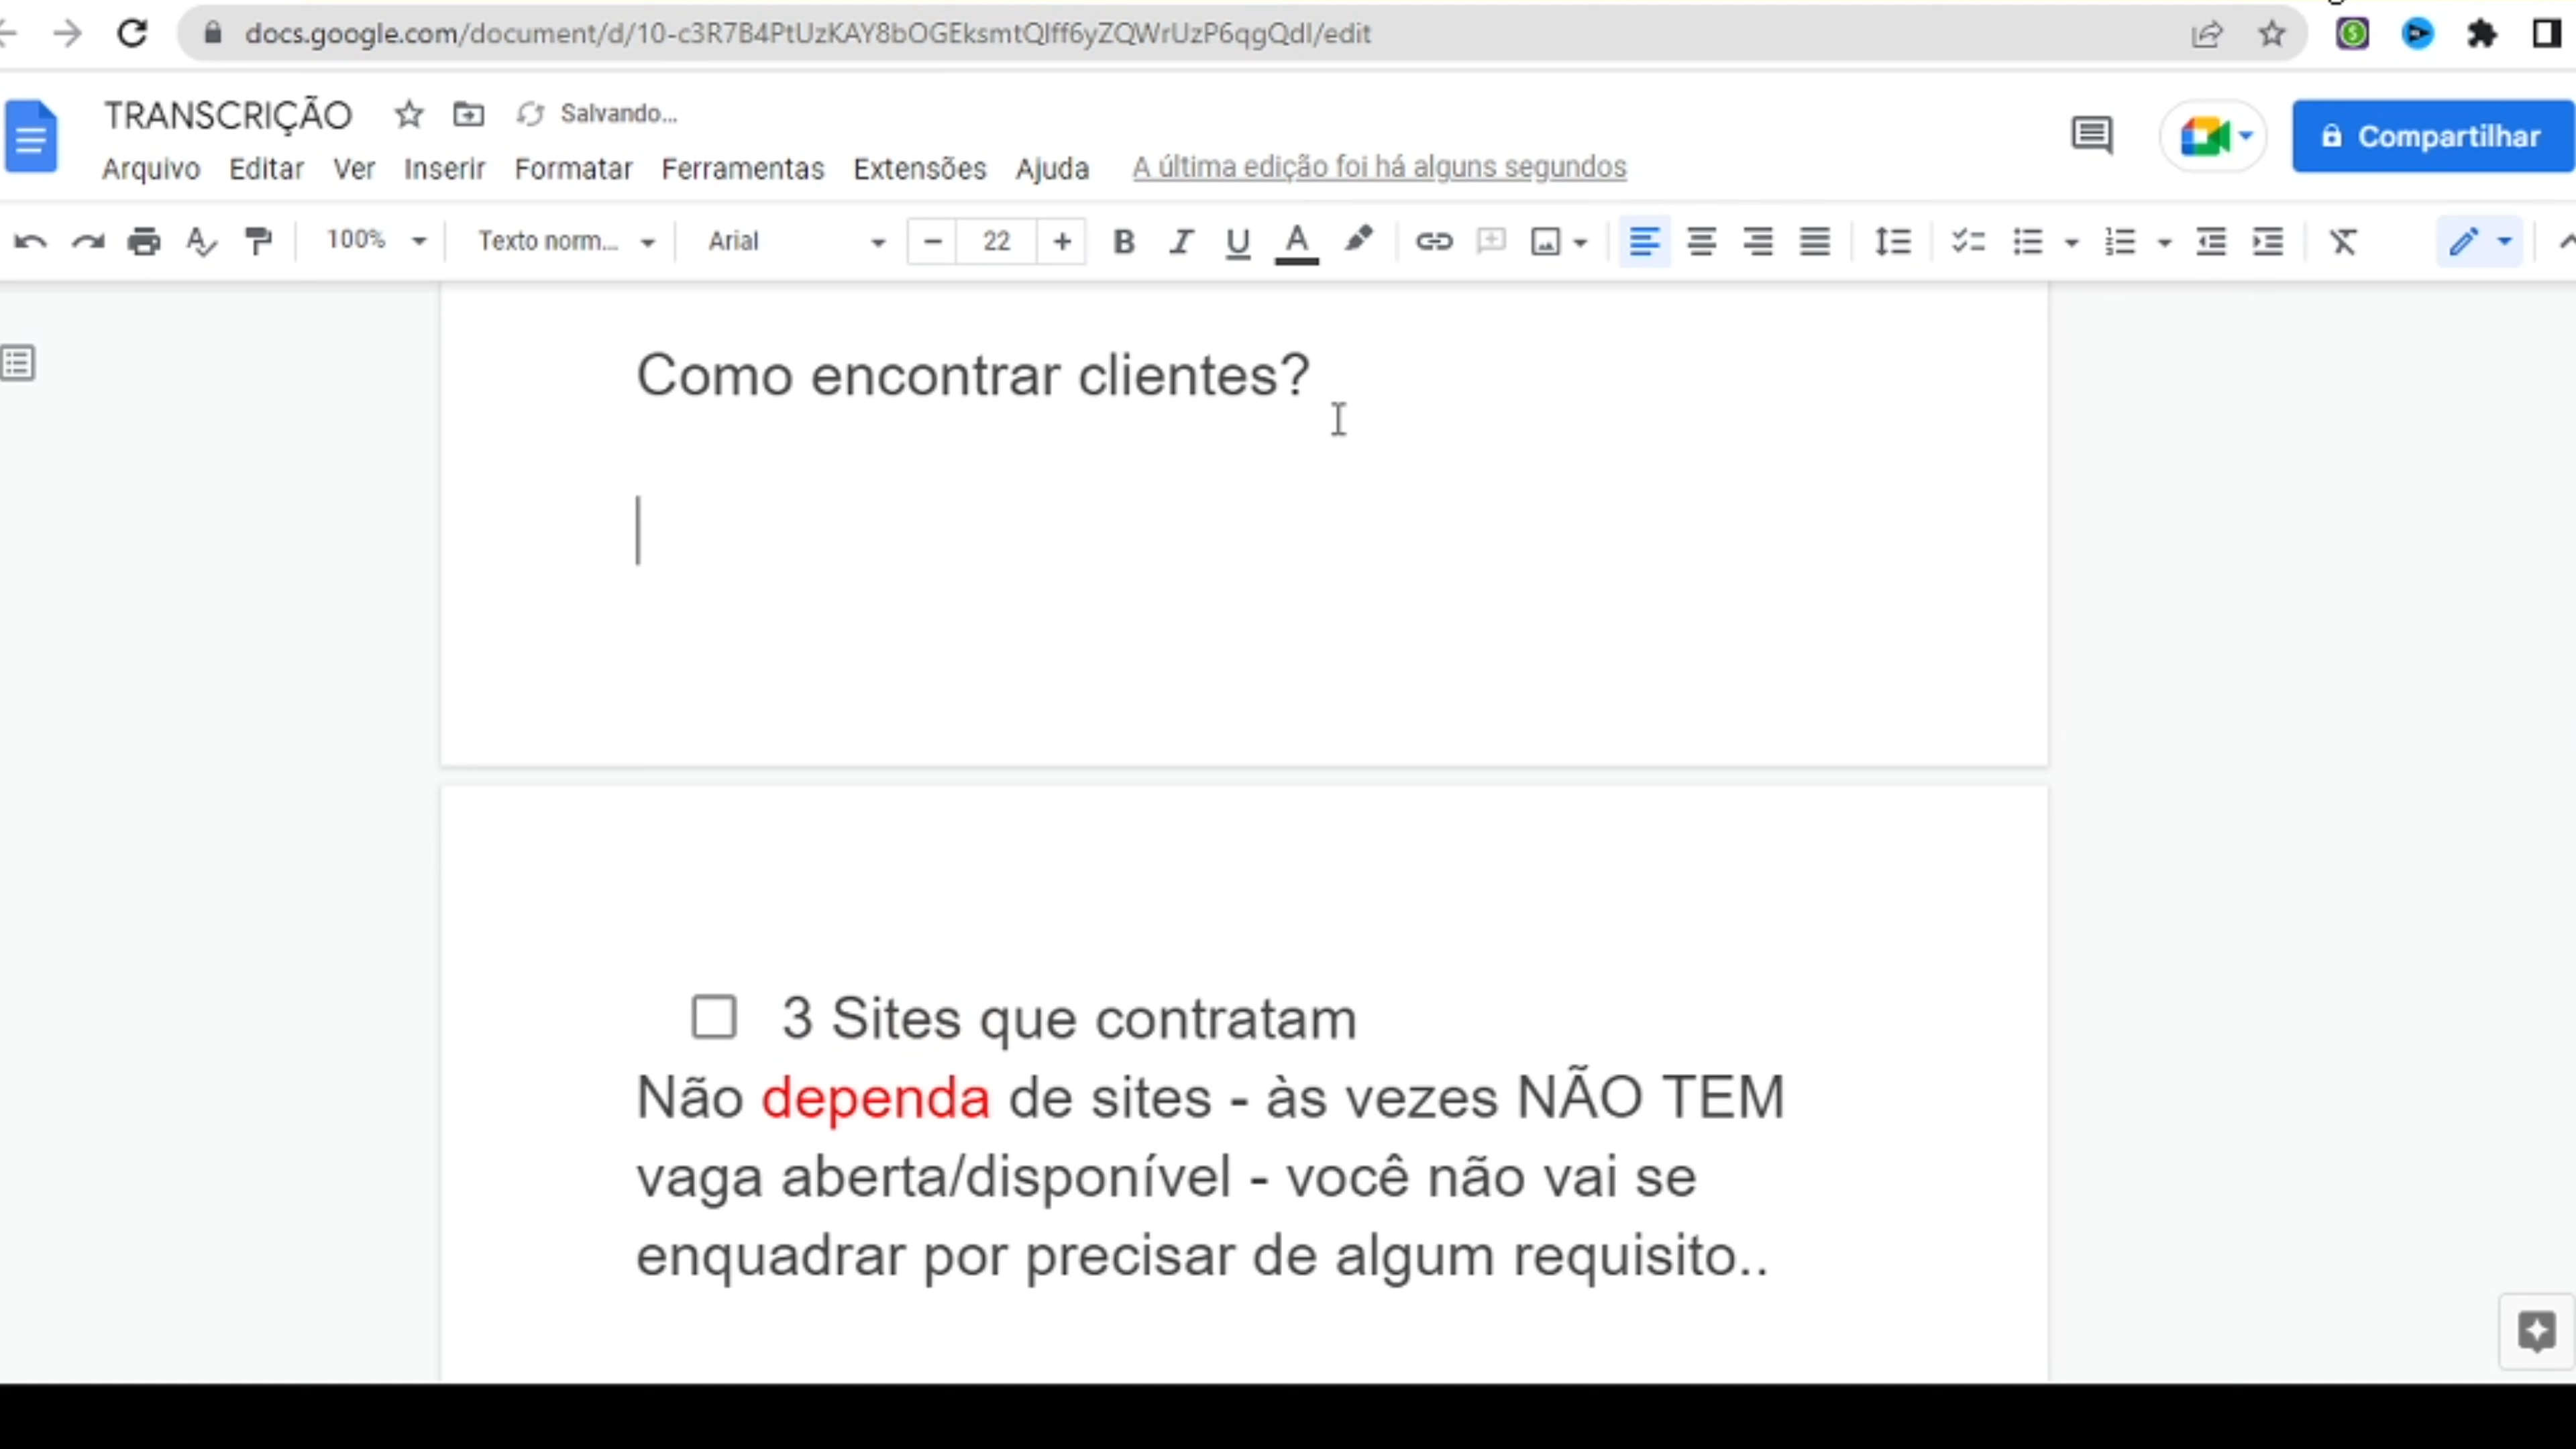 docs.google.com/document/d/10-c3R7B4PtUzKAY8bOGEksmtQJff6yZQWrUzP6qgQdI/edit
TRANSCRIÇÃO Salvando...
Arquivo Editar Ver Inserir Formatar Ferramentas Extensões Ajuda A última edição foi há alguns segundos
Compartilhar
100% Texto norm... Arial 22
Como encontrar clientes?
3 Sites que contratam
Não dependa de sites - às vezes NÃO TEM
vaga aberta/disponível - você não vai se
enquadrar por precisar de algum requisito..